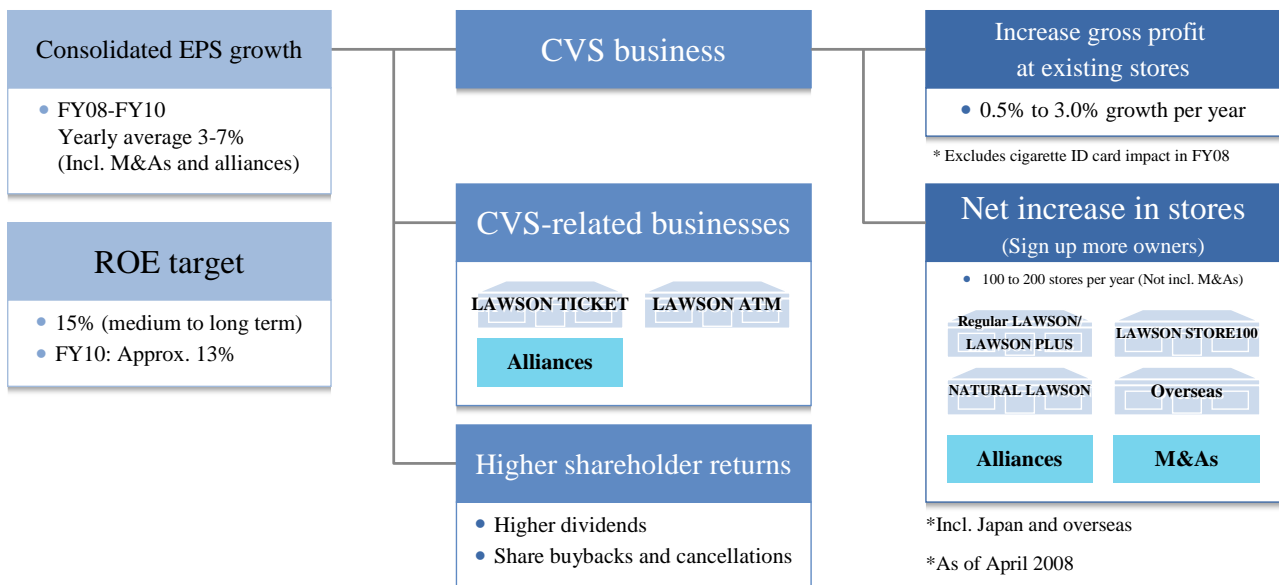 Consolidated EPS growth
• FY08-FY10
Yearly average 3-7%
(Incl. M&As and alliances)
ROE target
• 15% (medium to long term)
• FY10: Approx. 13%
CVS business
CVS-related businesses
LAWSON TICKET
LAWSON ATM
Alliances
Higher shareholder returns
• Higher dividends
• Share buybacks and cancellations
Increase gross profit
at existing stores
• 0.5% to 3.0% growth per year
* Excludes cigarette ID card impact in FY08
Net increase in stores
(Sign up more owners)
• 100 to 200 stores per year (Not incl. M&As)
Regular LAWSON/
LAWSON PLUS
LAWSON STORE100
NATURAL LAWSON
Overseas
Alliances
M&As
*Incl. Japan and overseas
*As of April 2008